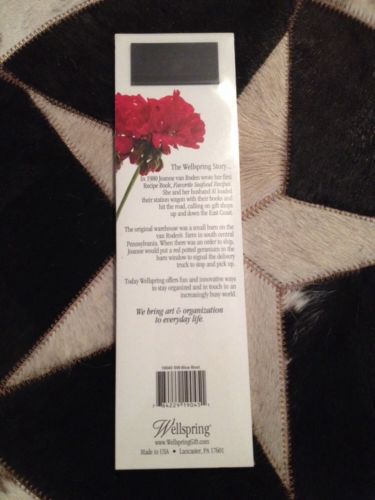 The Wellspring Story...
In 1980 Joanne van Roden wrote her first
Recipe Book, Favorite Seafood Recipes.
She and her husband Al loaded
their station wagon with their books and
hit the road, calling on gift shops
up and down the East Coast.
The original warehouse was a small barn on the
van Roden's farm in south central
Pennsylvania. When there was an order to ship,
Joanne would put a red potted geranium in the
barn window to signal the delivery
truck to stop and pick up.
Today Wellspring offers fun and innovative ways
to stay organized and in touch in an
increasingly busy world.
We bring art & organization
to everyday life.
Wellspring
www.WellspringGift.com
Made in USA • Lancaster, PA 17601